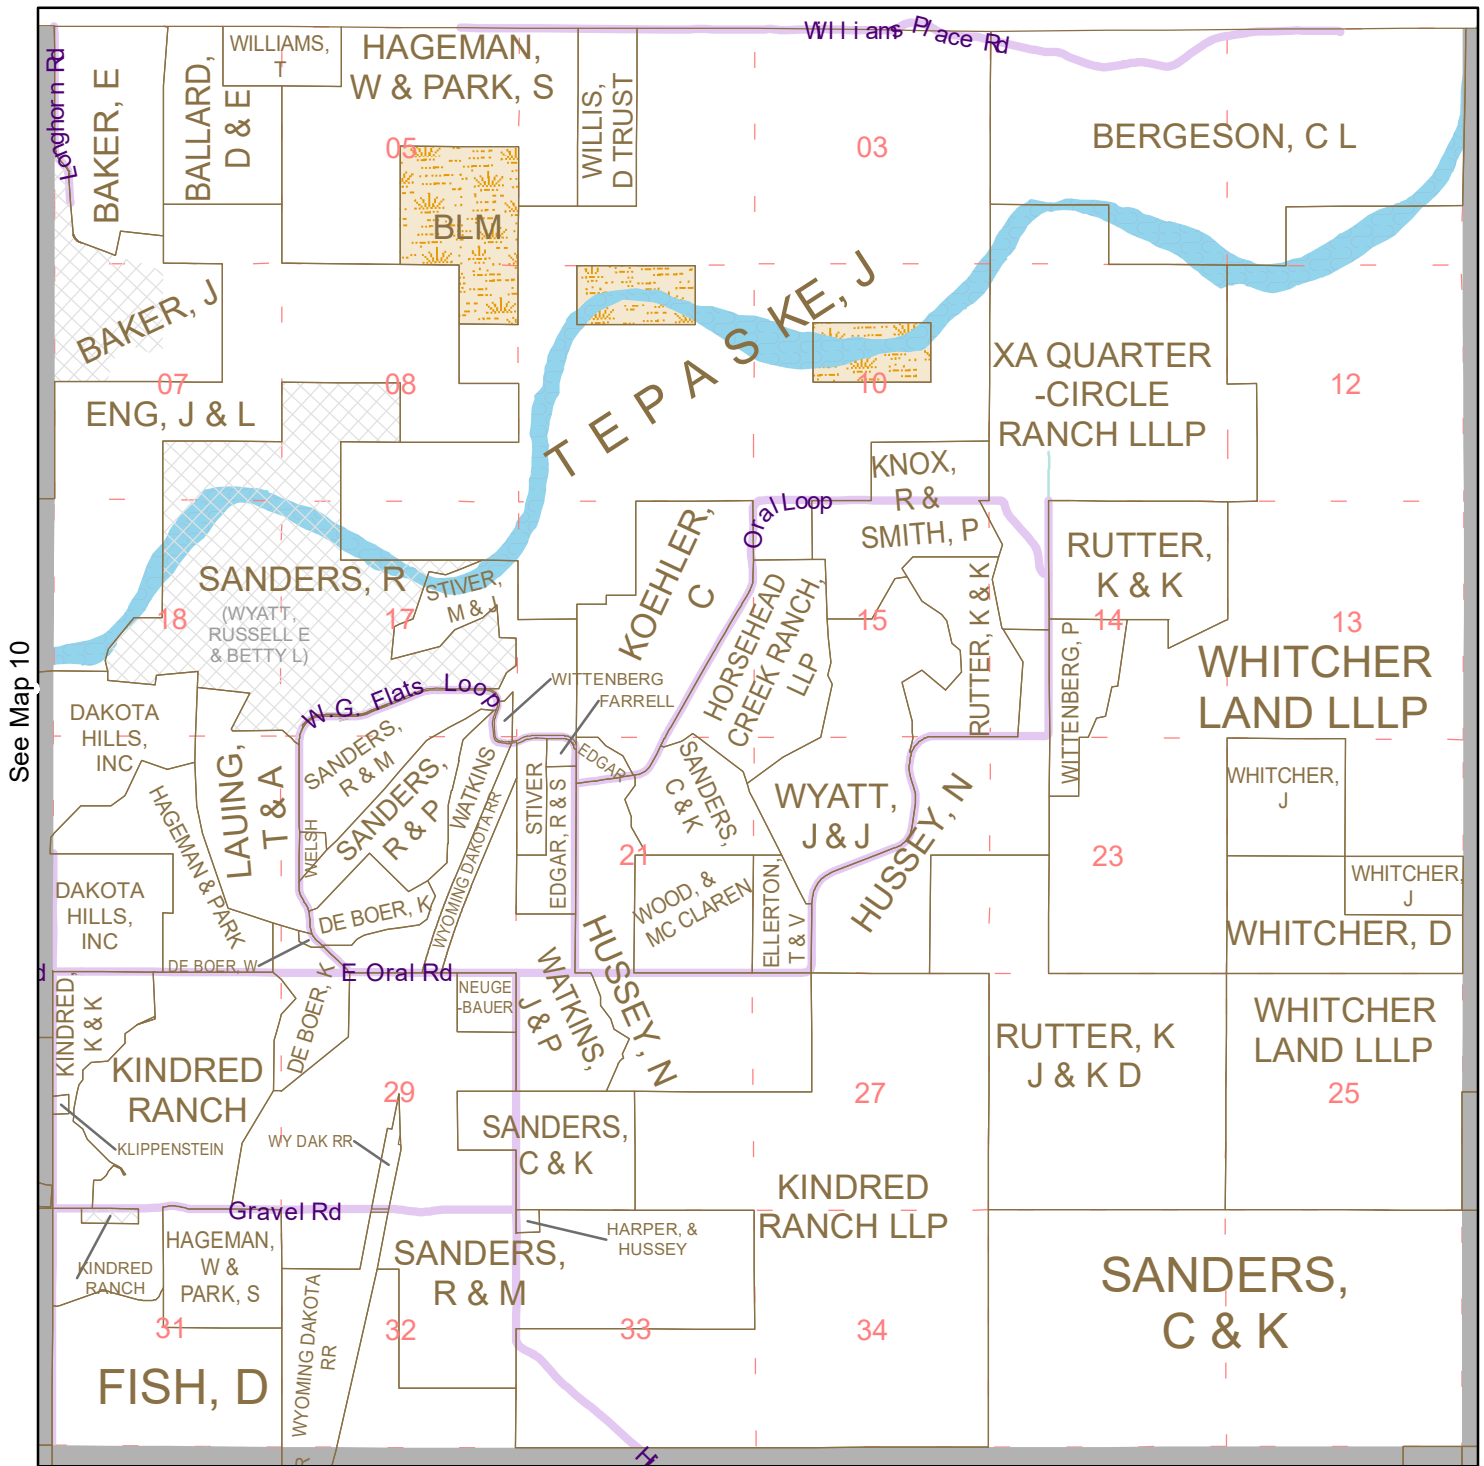 Williams Place Rd
Longhorn Rd
BAKER, E
BALLARD,
D & E
WILLIAMS,
T
HAGEMAN,
W & PARK, S
WILLIS,
D TRUST
05
03
BERGESON, C L
BLM
BAKER, J
07
08
TEPASKE, J
10
XA QUARTER
-CIRCLE
RANCH LLLP
12
ENG, J & L
KNOX,
R &
SMITH, P
Oral Loop
KOEHLER,
C
SANDERS, R
(WYATT,
RUSSELL E
& BETTY L)
18
17
STIVER,
M & J
HORSEHEAD
CREEK RANCH,
LLP
15
RUTTER, K & K
RUTTER,
K & K
14
13
WITTENBERG, P
WHITCHER
LAND LLLP
See Map 10
DAKOTA
HILLS,
INC
LAUING,
T & A
W.G. Flats Loop
WITTENBERG
FARRELL
EDGAR
SANDERS,
R & M
SANDERS,
R & P
WATKINS
WYOMING DAKOTA RR
WELSH
STIVER
EDGAR, R & S
SANDERS,
C & K
WYATT,
J & J
HUSSEY, N
WHITCHER,
J
21
23
HAGEMAN & PARK
DAKOTA
HILLS,
INC
DE BOER, K
WOOD, &
MC CLAREN
ELLERTON,
T & V
WHITCHER,
J
WHITCHER, D
DE BOER, W
d
E Oral Rd
HUSSEY, N
WATKINS,
J & P
NEUGE
-BAUER
KINDRED,
K & K
DE BOER, K
KINDRED
RANCH
29
27
RUTTER, K
J & K D
WHITCHER
LAND LLLP
25
KLIPPENSTEIN
WY DAK RR
SANDERS,
C & K
KINDRED
RANCH LLP
Gravel Rd
HARPER, &
HUSSEY
KINDRED
RANCH
HAGEMAN,
W &
PARK, S
SANDERS,
R & M
SANDERS,
C & K
31
32
33
34
WYOMING DAKOTA
RR
FISH, D
R